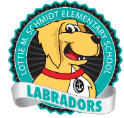 LOTTIE M. SCHMIDT ELEMENTARY SCHOOL
LABRADORS